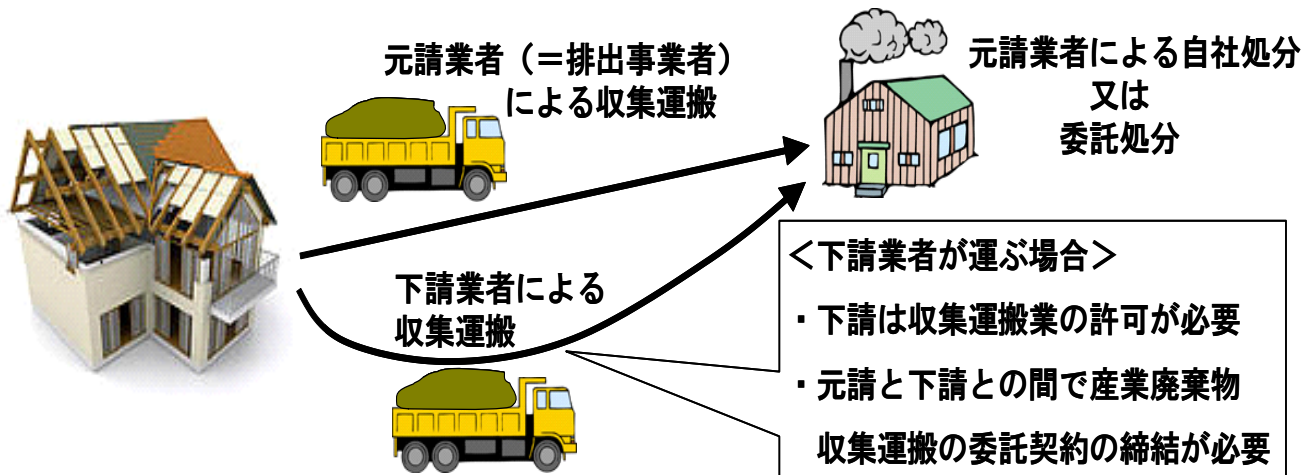 元請業者(=排出事業者)
による収集運搬
元請業者による自社処分
又は
委託処分
下請業者による
収集運搬
<下請業者が運ぶ場合>
・下請は収集運搬業の許可が必要
・元請と下請との間で産業廃棄物
収集運搬の委託契約の締結が必要